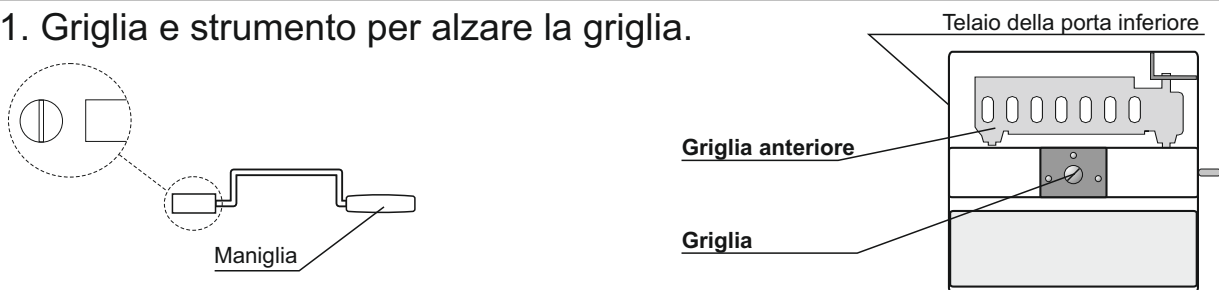 1. Griglia e strumento per alzare la griglia.
Telaio della porta inferiore
Griglia anteriore
Griglia
Maniglia